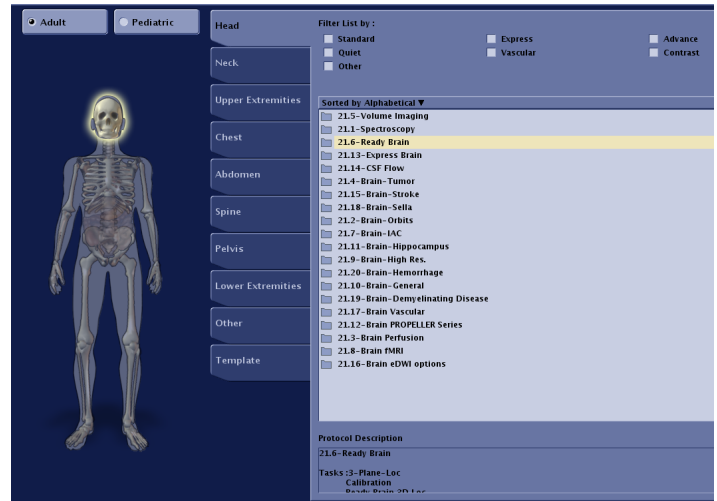 Adult Pediatric
Head
Neck
Upper Extremities
Chest
Abdomen
Spine
Pelvis
Lower Extremities
Other
Template
Filter List by :
Standard Express Advance
Quiet Vascular Contrast
Other
Sorted by Alphabetical ▼
21.5-Volume Imaging
21.1-Spectroscopy
21.6-Ready Brain
21.13-Express Brain
21.14-CSF Flow
21.4-Brain-Tumor
21.15-Brain-Stroke
21.18-Brain-Sella
21.2-Brain-Orbits
21.7-Brain-IAC
21.11-Brain-Hippocampus
21.9-Brain-High Res.
21.20-Brain-Hemorrhage
21.10-Brain-General
21.19-Brain-Demyelinating Disease
21.17-Brain Vascular
21.12-Brain PROPELLER Series
21.3-Brain Perfusion
21.8-Brain fMRI
21.16-Brain eDWI options
Protocol Description
21.6-Ready Brain
Tasks :3-Plane-Loc
Calibration
Ready Brain 3D Loc